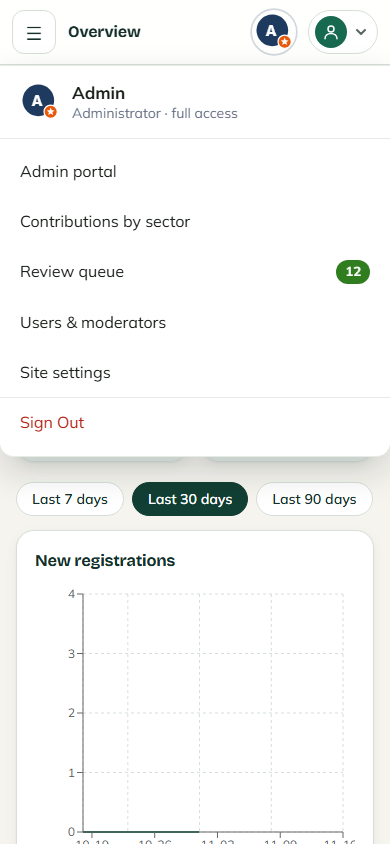 Overview
A
A
Admin
Administrator · full access
Admin portal
Contributions by sector
Review queue
12
Users & moderators
Site settings
Sign Out
Last 7 days
Last 30 days
Last 90 days
New registrations
4
3
2
1
0